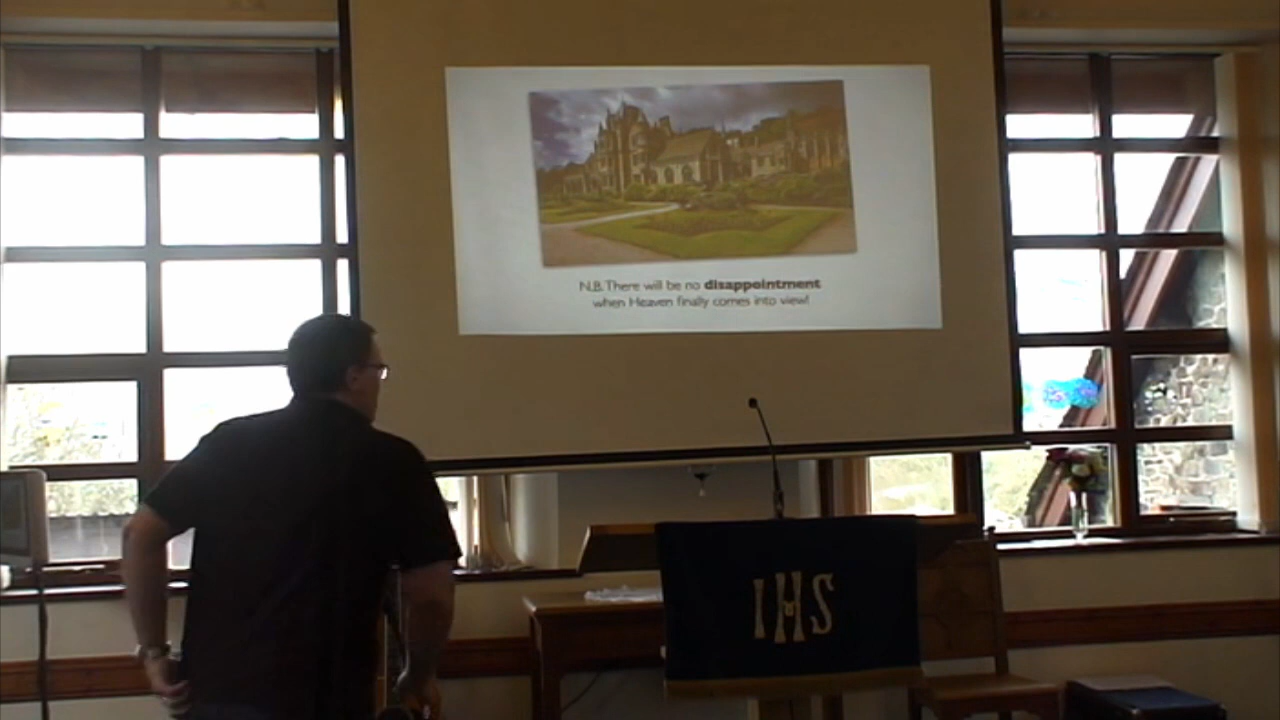 N.B. There will be no disappointment
when Heaven finally comes into view!
IHS